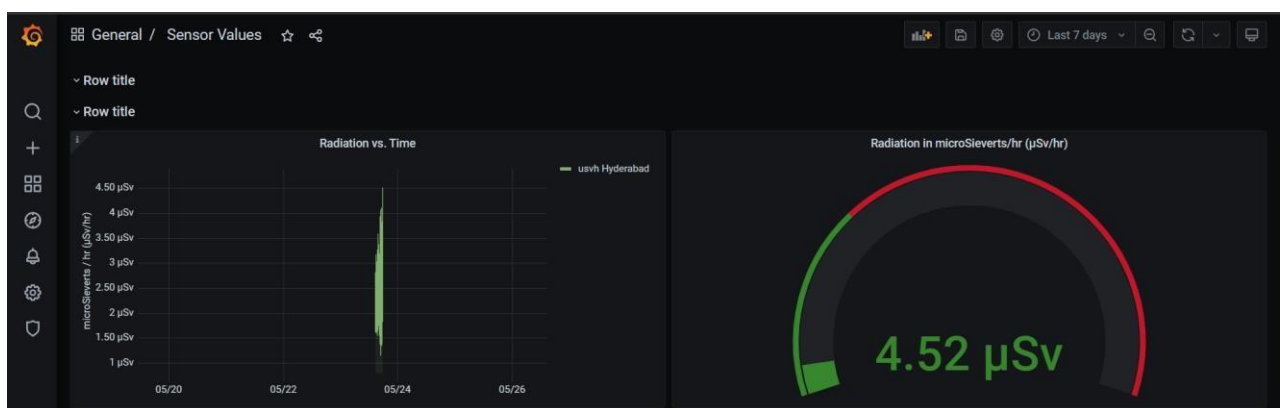 General / Sensor Values
Last 7 days
Row title
Row title
i
Radiation vs. Time
usvh Hyderabad
microSieverts / hr (µSv/hr)
4.50 µSv
4 µSv
3.50 µSv
3 µSv
2.50 µSv
2 µSv
1.50 µSv
1 µSv
05/20 05/22 05/24 05/26
Radiation in microSieverts/hr (µSv/hr)
4.52 µSv